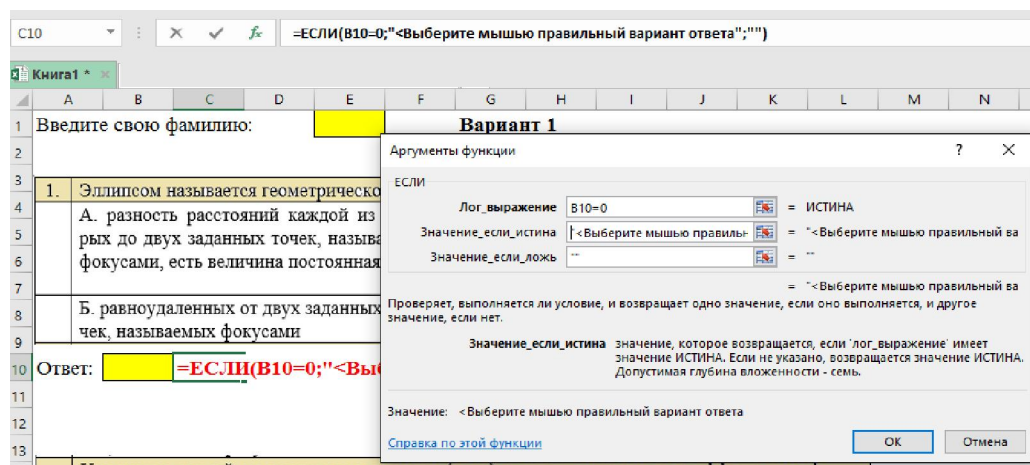 C10 =ЕСЛИ(B10=0;"<Выберите мышью правильный вариант ответа";"")
Книга1 *
A B C D E F G H I J K L M N
1 Введите свою фамилию: Вариант 1
2
Аргументы функции ? ×
3
ЕСЛИ
1. Эллипсом называется геометрическо
Лог_выражение B10=0 = ИСТИНА
4 А. разность расстояний каждой из
Значение_если_истина "<Выберите мышью правильн = "<Выберите мышью правильный ва
5 рых до двух заданных точек, называ
Значение_если_ложь "" = ""
6 фокусами, есть величина постоянная
7
= "<Выберите мышью правильный ва
Проверяет, выполняется ли условие, и возвращает одно значение, если оно выполняется, и другое
значение, если нет.
8 Б. равноудаленных от двух заданных
9 чек, называемых фокусами
Значение_если_истина значение, которое возвращается, если 'лог_выражение' имеет
значение ИСТИНА. Если не указано, возвращается значение ИСТИНА.
Допустимая глубина вложенности - семь.
10 Ответ: =ЕСЛИ(B10=0;"<Выб
11
Значение: <Выберите мышью правильный вариант ответа
12
Справка по этой функции ОК Отмена
13